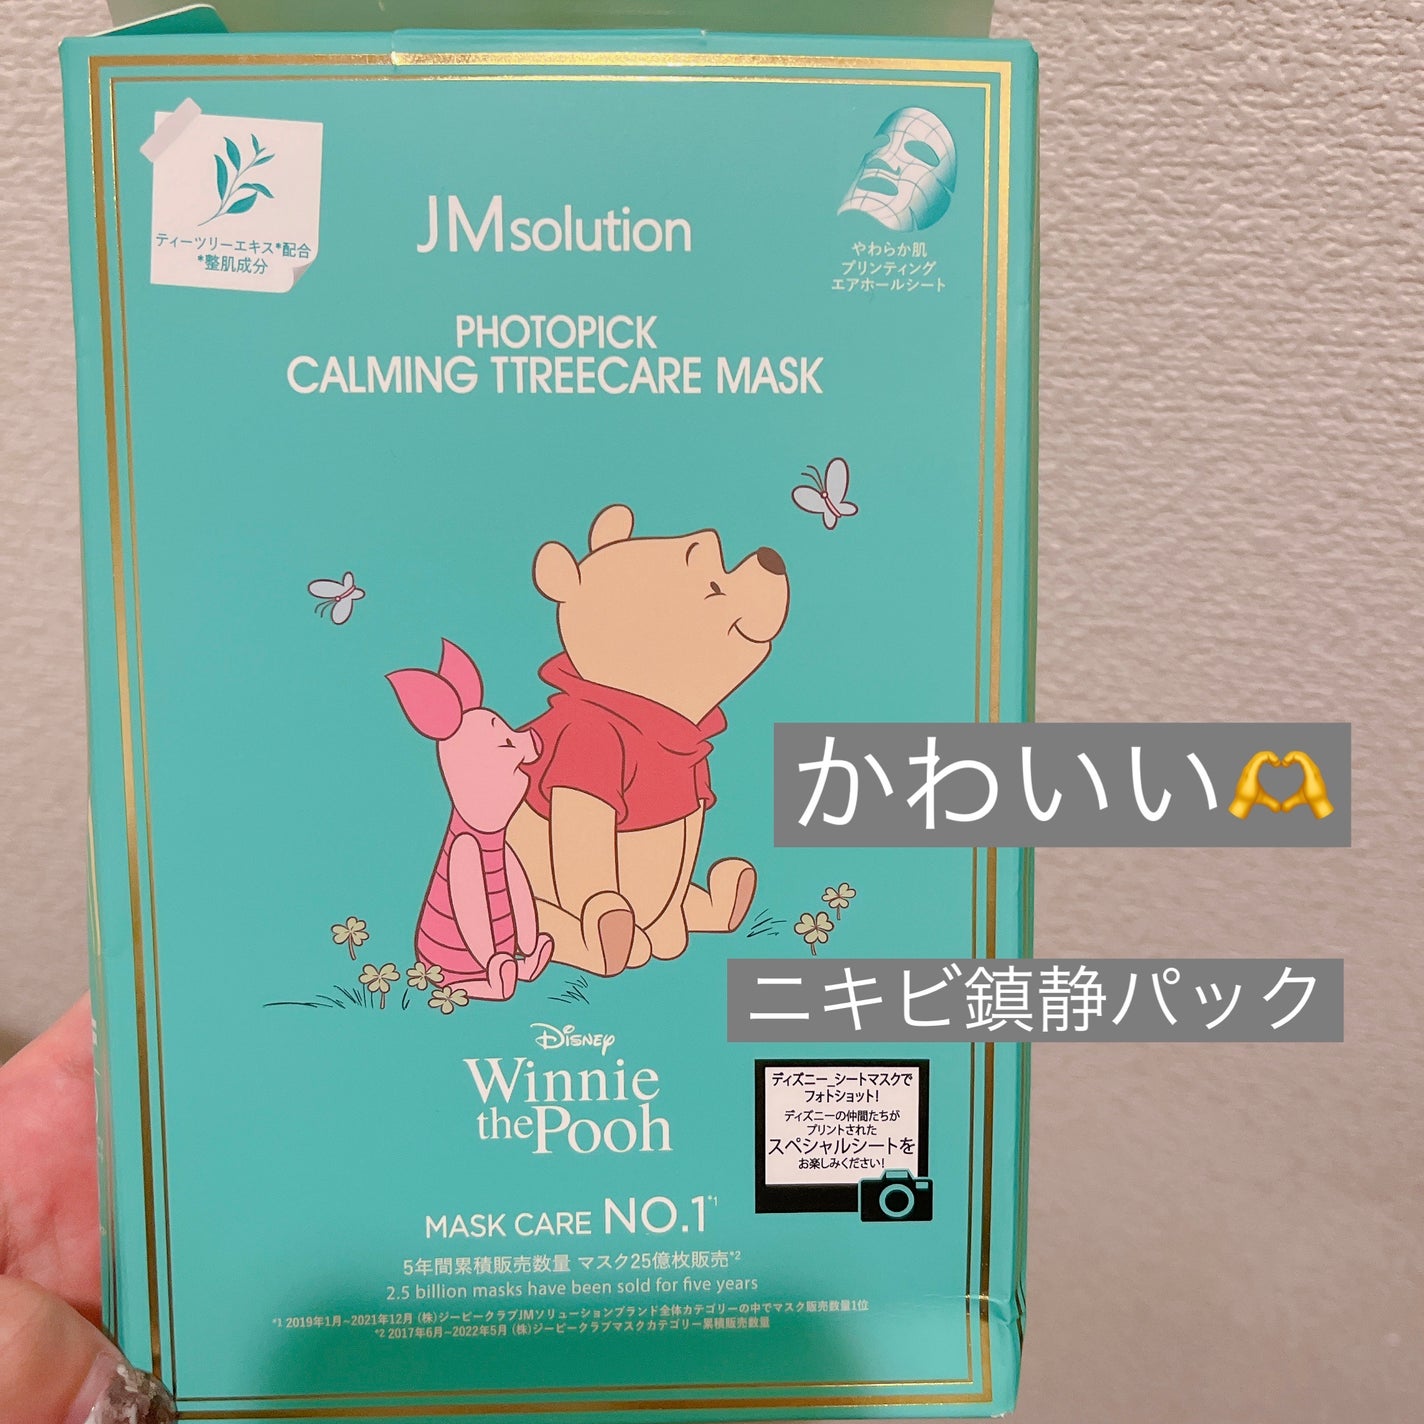 ティーツリーエキス*配合
*整肌成分
JMsolution
やわらか肌
プリンティング
エアホールシート
PHOTOPICK
CALMING TTREECARE MASK
かわいい🫶
ニキビ鎮静パック
Disney
Winnie
the Pooh
ディズニー_シートマスクで
フォトショット!
ディズニーの仲間たちが
プリントされた
スペシャルシートを
お楽しみください!
MASK CARE NO.1*1
5年間累積販売数量 マスク25億枚販売*2
2.5 billion masks have been sold for five years
*1 2019年1月~2021年12月 (株)ジーピークラブJMソリューションブランド全体カテゴリーの中でマスク販売数量1位
*2 2017年6月~2022年5月 (株)ジーピークラブマスクカテゴリー累積販売数量